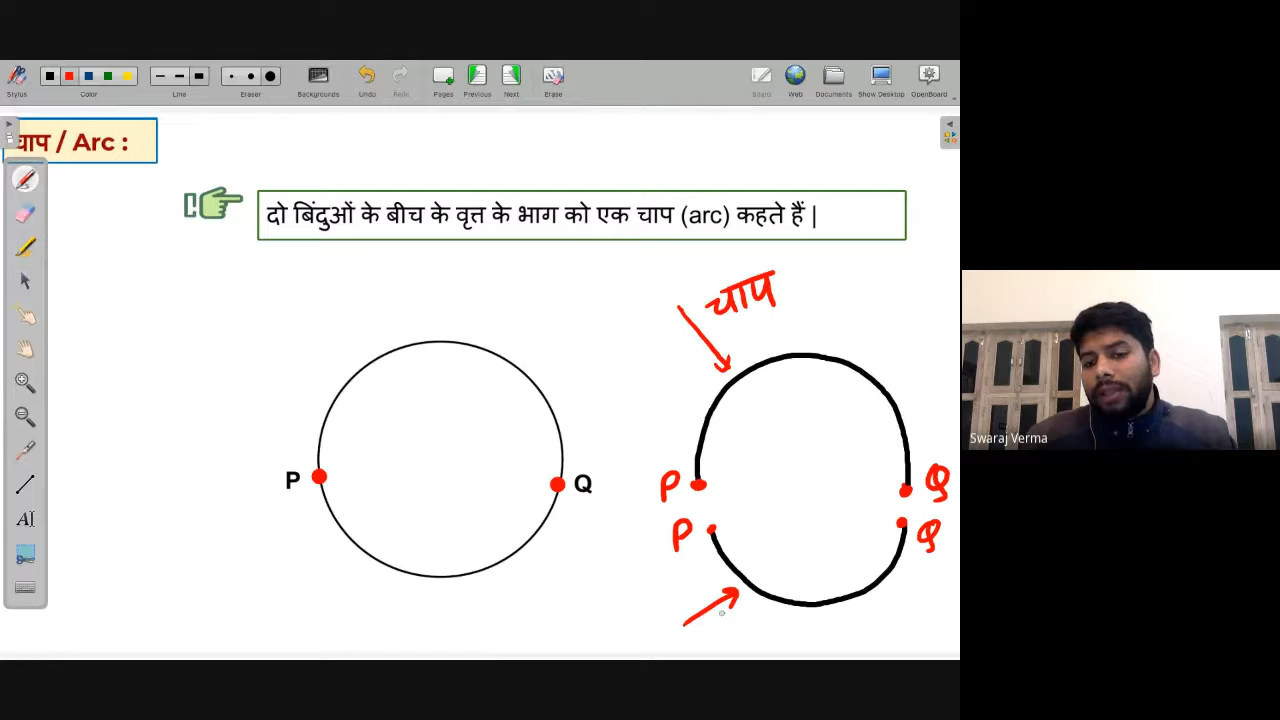 Stylus Color Line Eraser Backgrounds Undo Redo Pages Previous Next Erase Board Web Documents Show Desktop OpenBoard
चाप / Arc :
दो बिंदुओं के बीच के वृत्त के भाग को एक चाप (arc) कहते हैं |
चाप
P Q
P Q
P Q
Swaraj Verma
AI